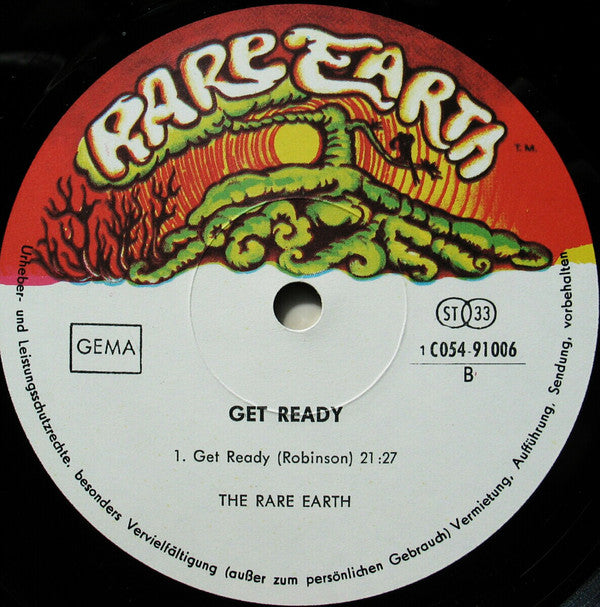 RARE EARTH
T.M.
GEMA
ST 33
1 C054-91006
B
GET READY
1. Get Ready (Robinson) 21:27
THE RARE EARTH
Urheber- und Leistungsschutzrechte, besonders Vervielfältigung (außer zum persönlichen Gebrauch) Vermietung, Aufführung, Sendung, vorbehalten